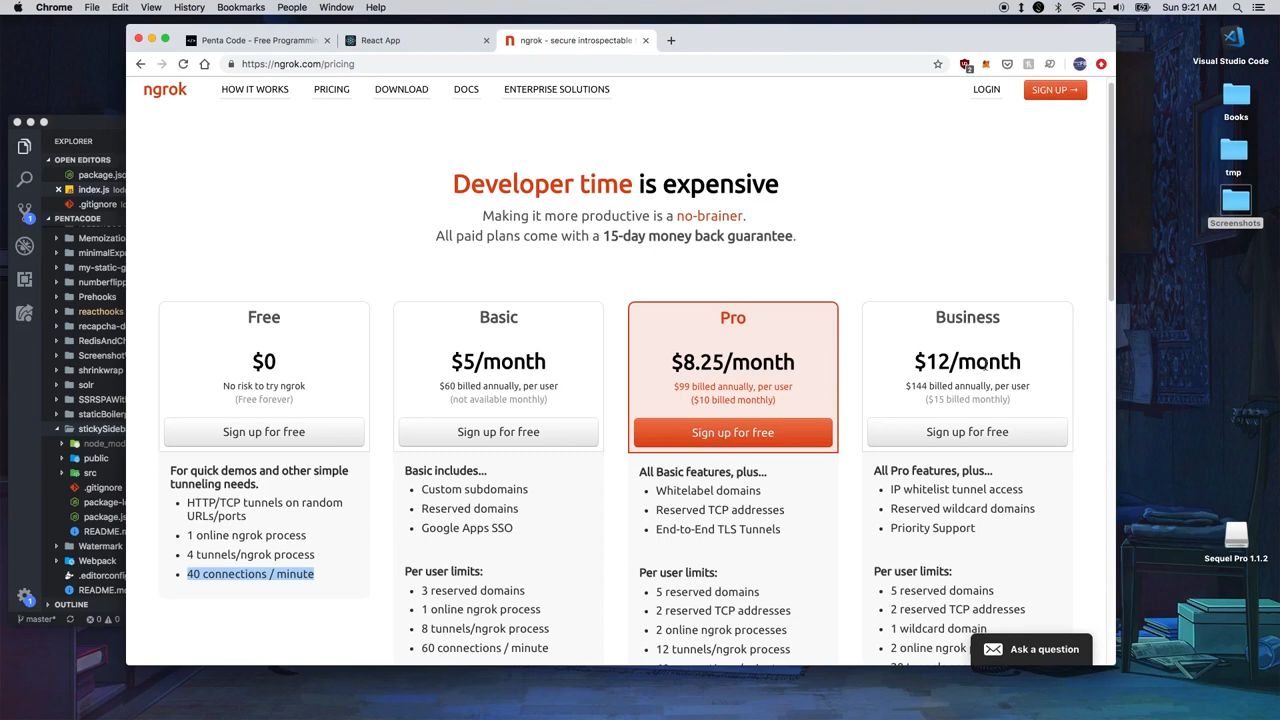 Chrome File Edit View History Bookmarks People Window Help
Sun 9:21 AM
Penta Code - Free Programmin
React App
ngrok - secure introspectable
https://ngrok.com/pricing
ngrok
HOW IT WORKS
PRICING
DOWNLOAD
DOCS
ENTERPRISE SOLUTIONS
LOGIN
SIGN UP →
Developer time is expensive
Making it more productive is a no-brainer.
All paid plans come with a 15-day money back guarantee.
Free
$0
No risk to try ngrok
(Free forever)
Sign up for free
For quick demos and other simple
tunneling needs.
• HTTP/TCP tunnels on random
URLs/ports
• 1 online ngrok process
• 4 tunnels/ngrok process
• 40 connections / minute
Basic
$5/month
$60 billed annually, per user
(not available monthly)
Sign up for free
Basic includes...
• Custom subdomains
• Reserved domains
• Google Apps SSO
Per user limits:
• 3 reserved domains
• 1 online ngrok process
• 8 tunnels/ngrok process
• 60 connections / minute
Pro
$8.25/month
$99 billed annually, per user
($10 billed monthly)
Sign up for free
All Basic features, plus...
• Whitelabel domains
• Reserved TCP addresses
• End-to-End TLS Tunnels
Per user limits:
• 5 reserved domains
• 2 reserved TCP addresses
• 2 online ngrok processes
• 12 tunnels/ngrok process
Business
$12/month
$144 billed annually, per user
($15 billed monthly)
Sign up for free
All Pro features, plus...
• IP whitelist tunnel access
• Reserved wildcard domains
• Priority Support
Per user limits:
• 5 reserved domains
• 2 reserved TCP addresses
• 1 wildcard domain
• 2 online ngrok
Ask a question
EXPLORER
OPEN EDITORS
package.jso
index.js
.gitignore
PENTACODE
Memoizatio
minimalExp
my-static-g
numberflip
Prehooks
reacthooks
recapcha-d
RedisAndCh
Screenshot
shrinkwrap
solr
SSRSPAWith
staticBoilerp
stickySideb
node_mod
public
src
.gitignore
package-lo
package.js
README.m
Watermark
Webpack
.editorconfig
README.m
OUTLINE
master*
0
0
1
1
2
Visual Studio Code
Books
tmp
Screenshots
Sequel Pro 1.1.2